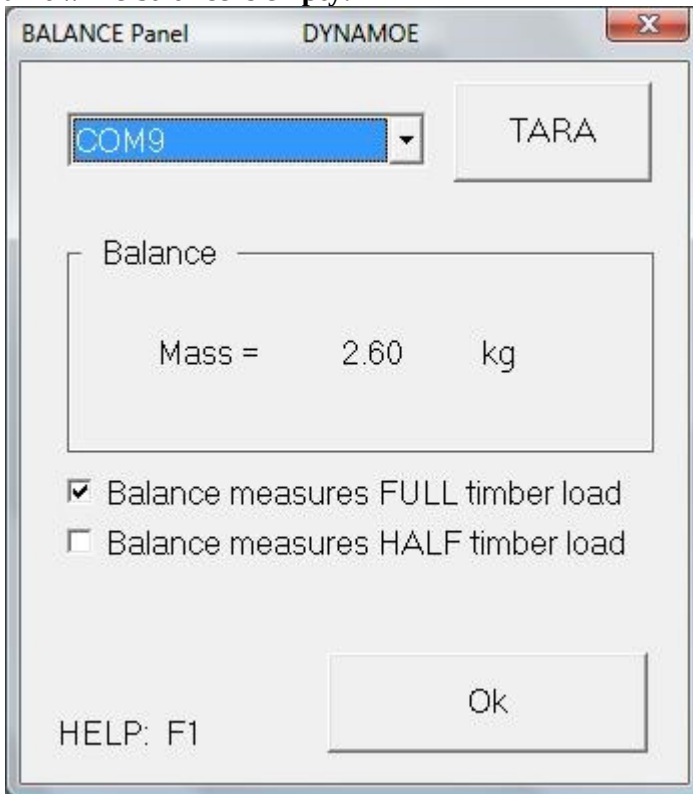 BALANCE Panel DYNAMOE
COM9
TARA
Balance
Mass = 2.60 kg
Balance measures FULL timber load
Balance measures HALF timber load
Ok
HELP: F1